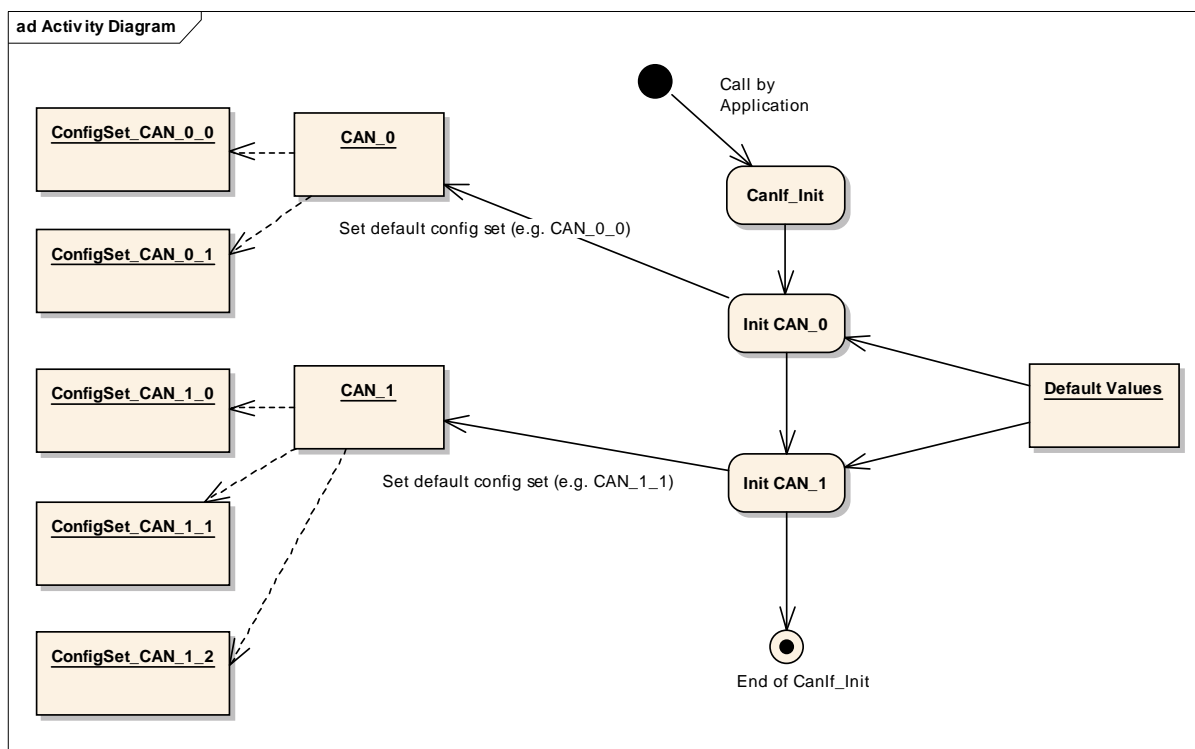 ad Activity Diagram
Call by
Application
ConfigSet_CAN_0_0
CAN_0
CanIf_Init
ConfigSet_CAN_0_1
Set default config set (e.g. CAN_0_0)
Init CAN_0
ConfigSet_CAN_1_0
CAN_1
Default Values
Set default config set (e.g. CAN_1_1)
Init CAN_1
ConfigSet_CAN_1_1
ConfigSet_CAN_1_2
End of CanIf_Init